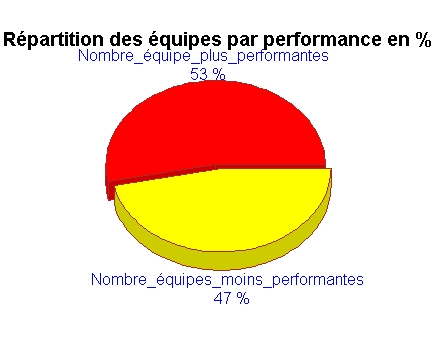 Répartition des équipes par performance en %
Nombre_équipe_plus_performantes
53 %
Nombre_équipes_moins_performantes
47 %